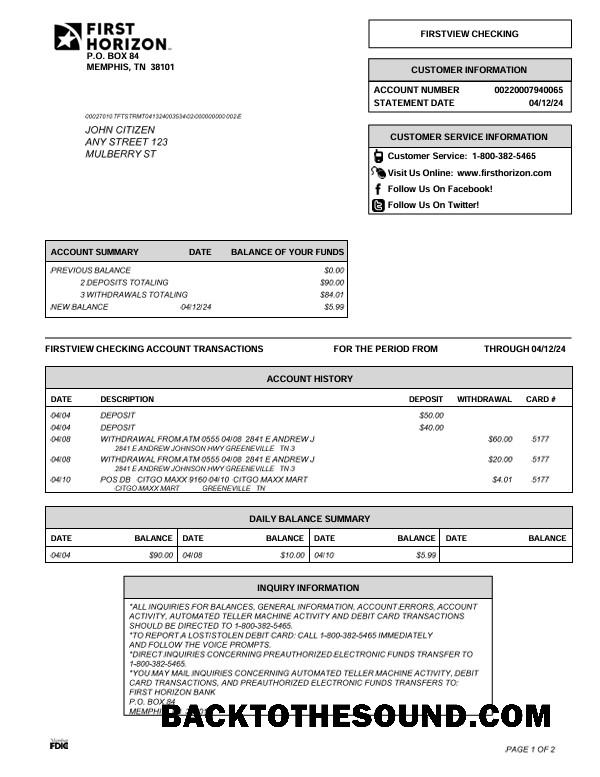 FIRST
HORIZON™
P.O. BOX 84
MEMPHIS, TN 38101
FIRSTVIEW CHECKING
CUSTOMER INFORMATION
ACCOUNT NUMBER 00220007940065
STATEMENT DATE 04/12/24
JOHN CITIZEN
ANY STREET 123
MULBERRY ST
CUSTOMER SERVICE INFORMATION
Customer Service: 1-800-382-5465
Visit Us Online: www.firsthorizon.com
Follow Us On Facebook!
Follow Us On Twitter!
ACCOUNT SUMMARY DATE BALANCE OF YOUR FUNDS
PREVIOUS BALANCE $0.00
2 DEPOSITS TOTALING $90.00
3 WITHDRAWALS TOTALING $84.01
NEW BALANCE 04/12/24 $5.99
FIRSTVIEW CHECKING ACCOUNT TRANSACTIONS FOR THE PERIOD FROM THROUGH 04/12/24
ACCOUNT HISTORY
DATE DESCRIPTION DEPOSIT WITHDRAWAL CARD #
04/04 DEPOSIT $50.00
04/04 DEPOSIT $40.00
04/08 WITHDRAWAL FROM ATM 0555 04/08 2841 E ANDREW J $60.00 5177
2841 E ANDREW JOHNSON HWY GREENEVILLE TN 3
04/08 WITHDRAWAL FROM ATM 0555 04/08 2841 E ANDREW J $20.00 5177
2841 E ANDREW JOHNSON HWY GREENEVILLE TN 3
04/10 POS DB CITGO MAXX 9160 04/10 CITGO MAXX MART $4.01 5177
CITGO MAXX MART GREENEVILLE TN
DAILY BALANCE SUMMARY
DATE BALANCE DATE BALANCE DATE BALANCE DATE BALANCE
04/04 $90.00 04/08 $10.00 04/10 $5.99
INQUIRY INFORMATION
*ALL INQUIRIES FOR BALANCES, GENERAL INFORMATION, ACCOUNT ERRORS, ACCOUNT
ACTIVITY, AUTOMATED TELLER MACHINE ACTIVITY AND DEBIT CARD TRANSACTIONS
SHOULD BE DIRECTED TO 1-800-382-5465.
*TO REPORT A LOST/STOLEN DEBIT CARD: CALL 1-800-382-5465 IMMEDIATELY
AND FOLLOW THE VOICE PROMPTS.
*DIRECT INQUIRIES CONCERNING PREAUTHORIZED ELECTRONIC FUNDS TRANSFER TO
1-800-382-5465.
*YOU MAY MAIL INQUIRIES CONCERNING AUTOMATED TELLER MACHINE ACTIVITY, DEBIT
CARD TRANSACTIONS, AND PREAUTHORIZED ELECTRONIC FUNDS TRANSFERS TO:
FIRST HORIZON BANK
P.O. BOX 84
BACKTOTHESOUND.COM
Member
FDIC
PAGE 1 OF 2